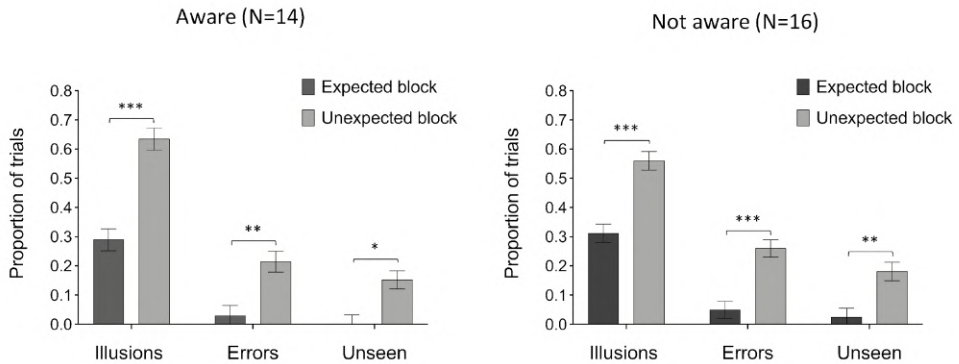 Aware (N=14)
Proportion of trials
0.8
0.7
0.6
0.5
0.4
0.3
0.2
0.1
0.0
Expected block
Unexpected block
***
**
*
Illusions Errors Unseen
Not aware (N=16)
Proportion of trials
0.8
0.7
0.6
0.5
0.4
0.3
0.2
0.1
0.0
Expected block
Unexpected block
***
***
**
Illusions Errors Unseen